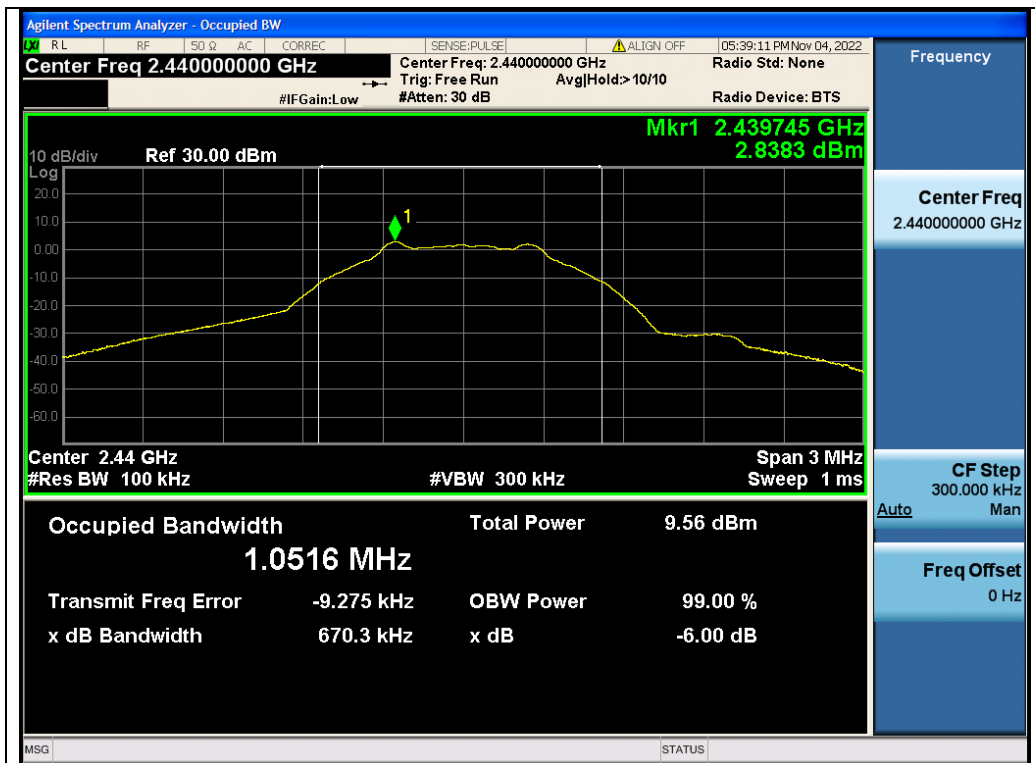 Agilent Spectrum Analyzer - Occupied BW
LXI RL RF 50 Ω AC CORREC SENSE:PULSE ALIGN OFF 05:39:11 PM Nov 04, 2022
Center Freq 2.440000000 GHz
Center Freq: 2.440000000 GHz
Radio Std: None
Trig: Free Run Avg|Hold:> 10/10
#IFGain:Low
#Atten: 30 dB
Radio Device: BTS
Mkr1 2.439745 GHz
2.8383 dBm
10 dB/div Ref 30.00 dBm
Log
20.0
10.0
0.00
-10.0
-20.0
-30.0
-40.0
-50.0
-60.0
1
Center 2.44 GHz Span 3 MHz
#Res BW 100 kHz #VBW 300 kHz Sweep 1 ms
Occupied Bandwidth Total Power 9.56 dBm
1.0516 MHz
Transmit Freq Error -9.275 kHz OBW Power 99.00 %
x dB Bandwidth 670.3 kHz x dB -6.00 dB
Frequency
Center Freq
2.440000000 GHz
CF Step
300.000 kHz
Auto Man
Freq Offset
0 Hz
MSG STATUS